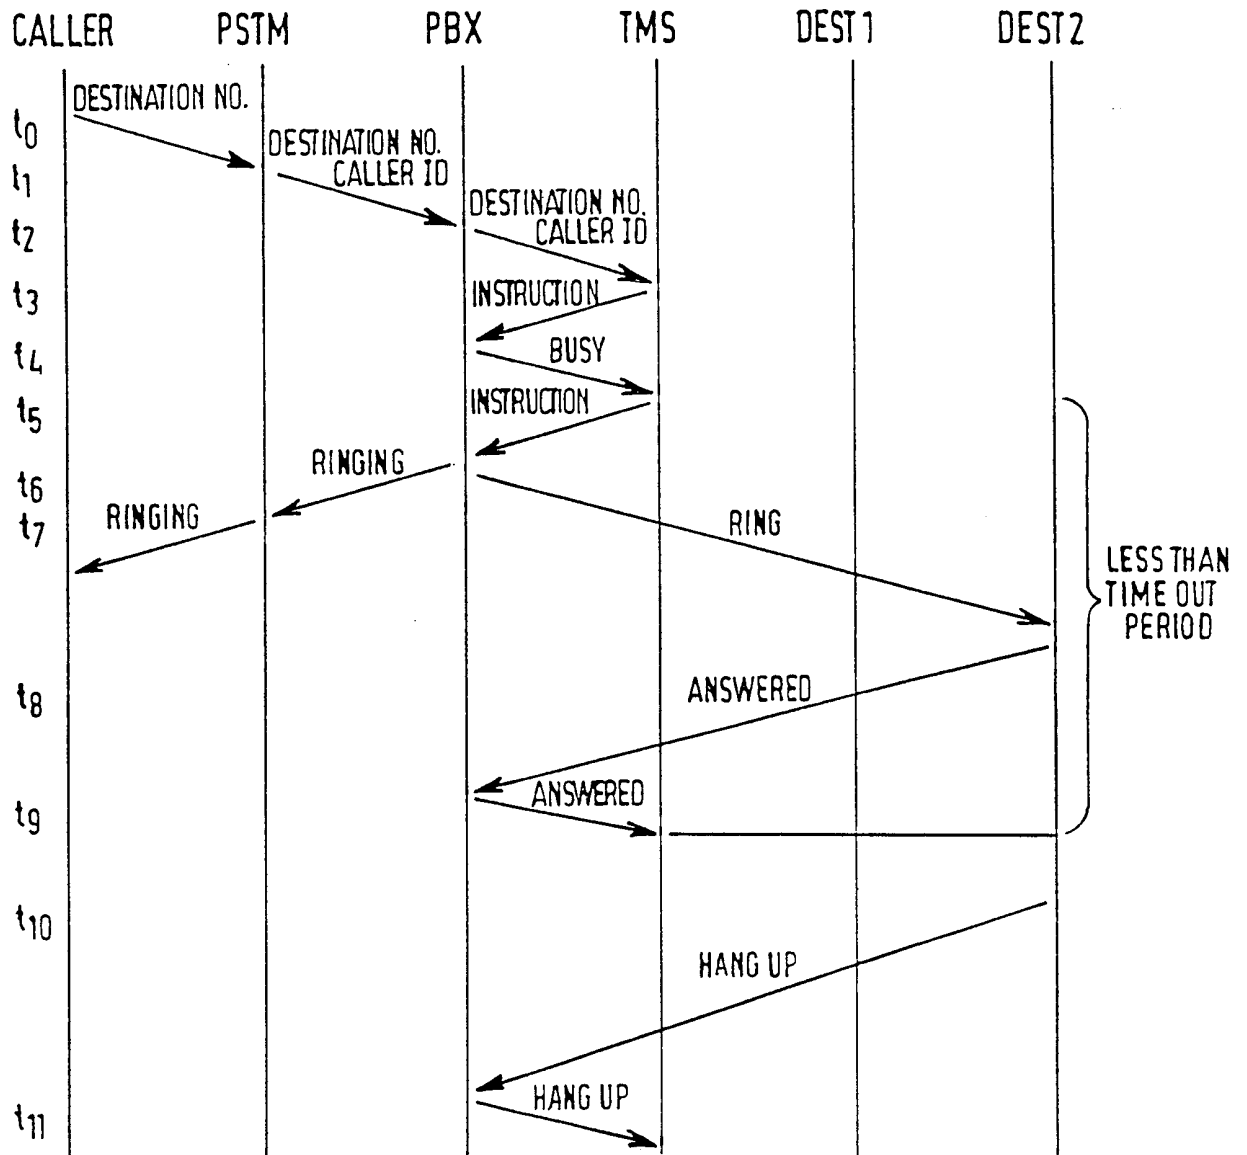 CALLER PSTM PBX TMS DEST1 DEST2
DESTINATION NO.
t0
DESTINATION NO.
CALLER ID
t1
DESTINATION NO.
CALLER ID
t2
t3
INSTRUCTION
t4
BUSY
t5
INSTRUCTION
RINGING
t6
RINGING
t7
RING
LESS THAN
TIME OUT
PERIOD
t8
ANSWERED
ANSWERED
t9
t10
HANG UP
HANG UP
t11